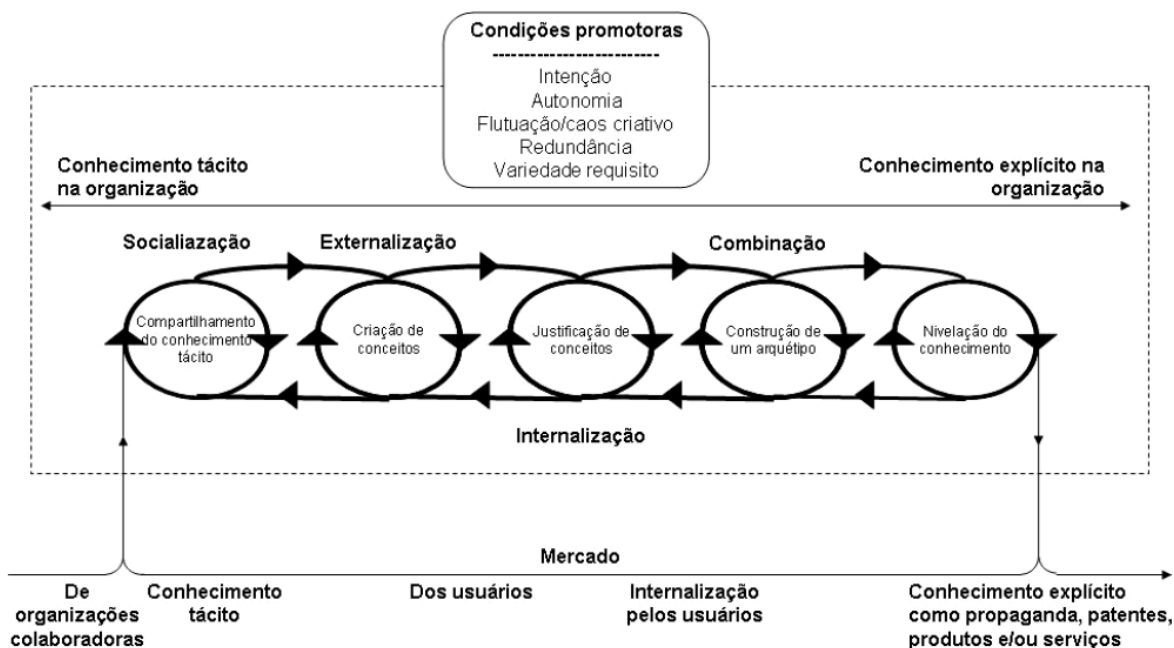 Condições promotoras
---------------------------
Intenção
Autonomia
Flutuação/caos criativo
Redundância
Variedade requisito
Conhecimento tácito
na organização
Conhecimento explícito na
organização
Socialiazação
Externalização
Combinação
Compartilhamento
do conhecimento
tácito
Criação de
conceitos
Justificação de
conceitos
Construção de
um arquétipo
Nivelação do
conhecimento
Internalização
Mercado
De
organizações
colaboradoras
Conhecimento
tácito
Dos usuários
Internalização
pelos usuários
Conhecimento explícito
como propaganda, patentes,
produtos e/ou serviços